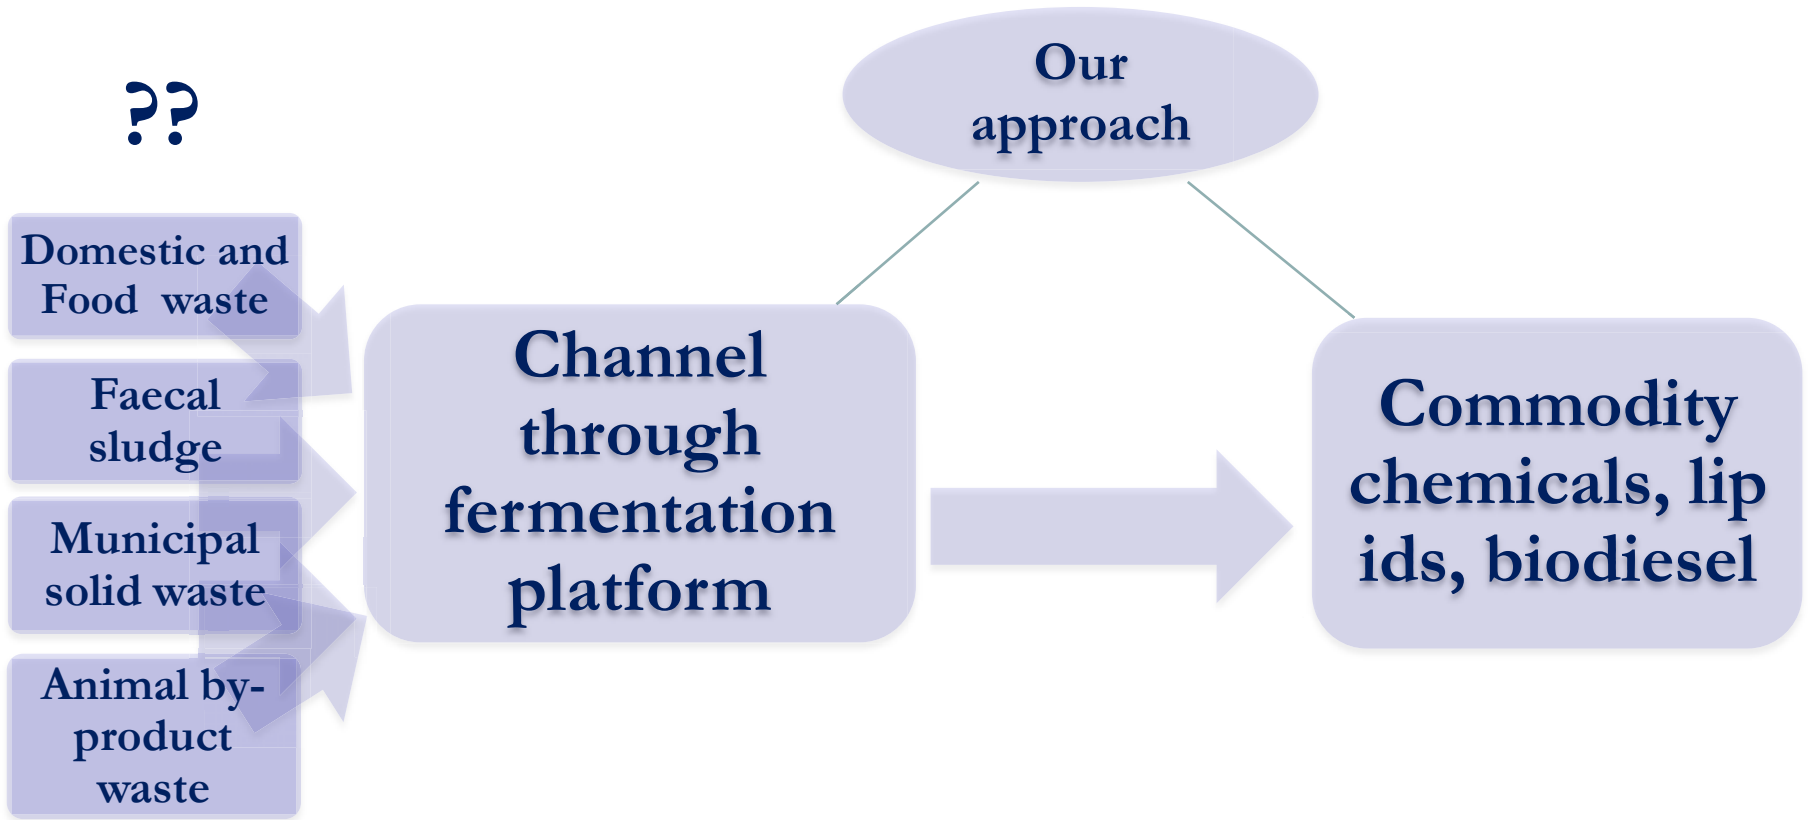 ??
Our
approach
Domestic and
Food waste
Faecal
sludge
Municipal
solid waste
Animal by-
product
waste
Channel
through
fermentation
platform
Commodity
chemicals, lip
ids, biodiesel